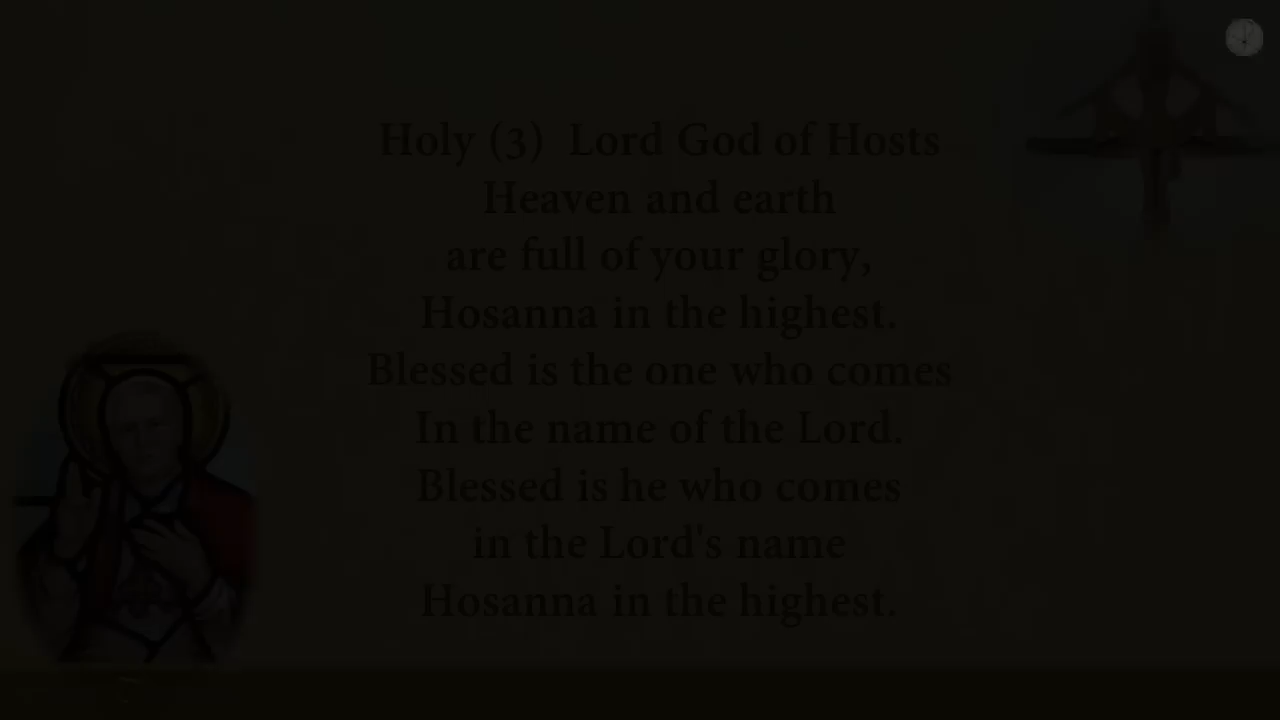 Holy (3) Lord God of Hosts
Heaven and earth
are full of your glory,
Hosanna in the highest.
Blessed is the one who comes
In the name of the Lord.
Blessed is he who comes
in the Lord's name
Hosanna in the highest.